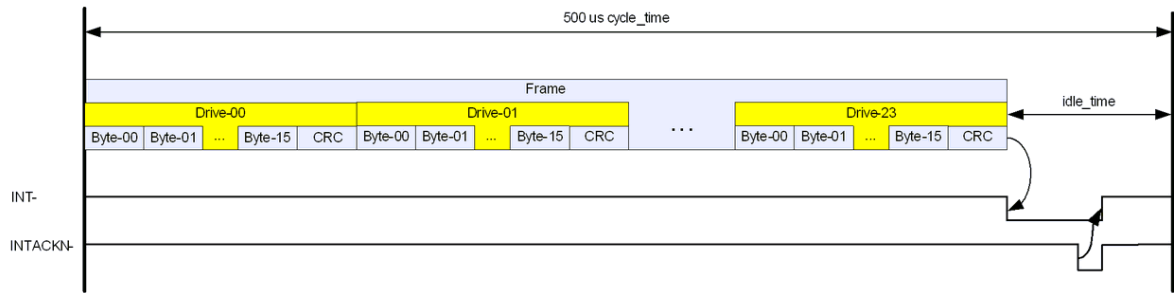 500 us cycle_time
Frame
idle_time
Drive-00 Drive-01 Drive-23
Byte-00 Byte-01 ... Byte-15 CRC Byte-00 Byte-01 ... Byte-15 CRC ... Byte-00 Byte-01 ... Byte-15 CRC
INT-
INTACKN-